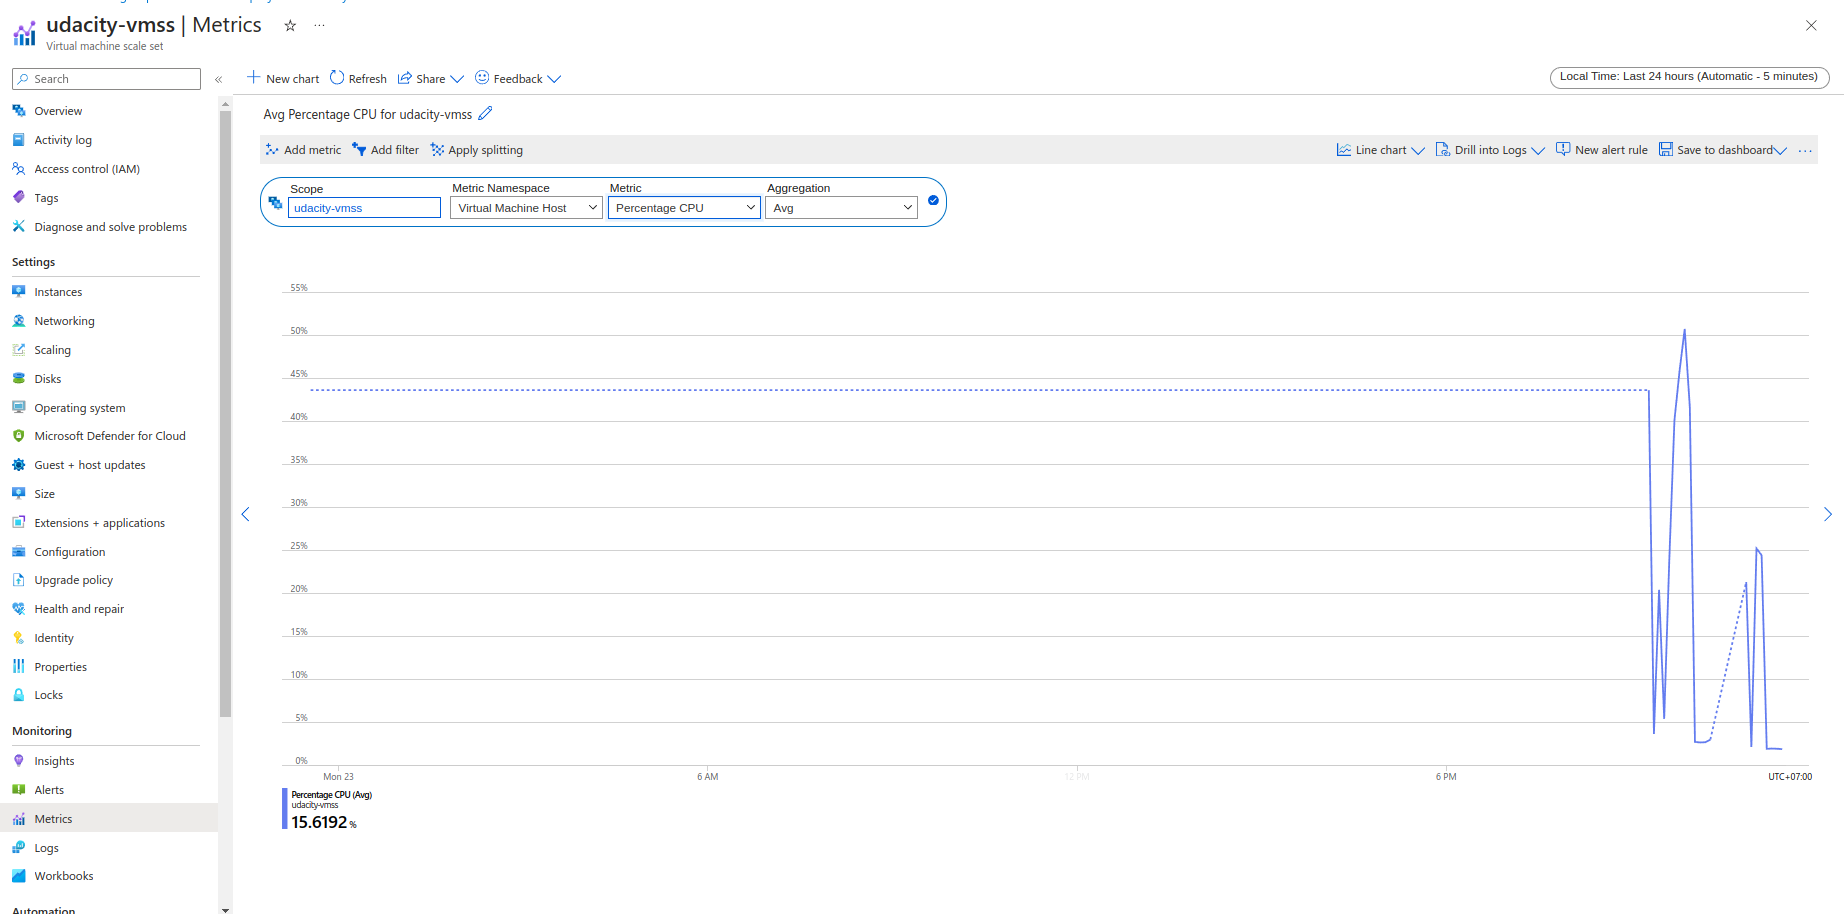 udacity-vmss | Metrics
Virtual machine scale set
Search
Overview
Activity log
Access control (IAM)
Tags
Diagnose and solve problems
Settings
Instances
Networking
Scaling
Disks
Operating system
Microsoft Defender for Cloud
Guest + host updates
Size
Extensions + applications
Configuration
Upgrade policy
Health and repair
Identity
Properties
Locks
Monitoring
Insights
Alerts
Metrics
Logs
Workbooks
Automation
New chart Refresh Share Feedback
Local Time: Last 24 hours (Automatic - 5 minutes)
Avg Percentage CPU for udacity-vmss
Add metric Add filter Apply splitting Line chart Drill into Logs New alert rule Save to dashboard
Scope Metric Namespace Metric Aggregation
udacity-vmss Virtual Machine Host Percentage CPU Avg
55%
50%
45%
40%
35%
30%
25%
20%
15%
10%
5%
0%
Mon 23 6 AM 12 PM 6 PM UTC+07:00
Percentage CPU (Avg)
udacity-vmss
15.6192 %